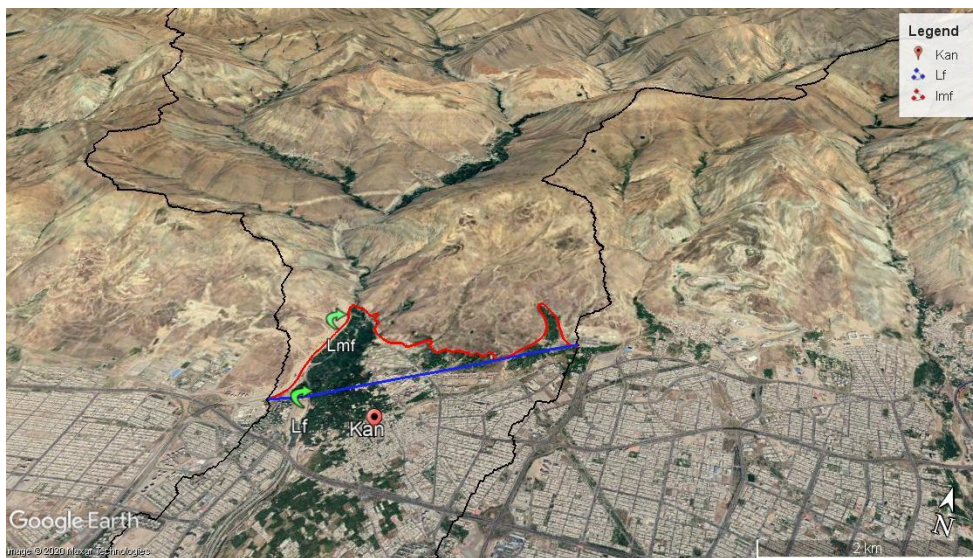 Legend
Kan
Lf
lmf
Lmf
Lf
Kan
Google Earth
Image © 2020 Maxar Technologies
N
2 km